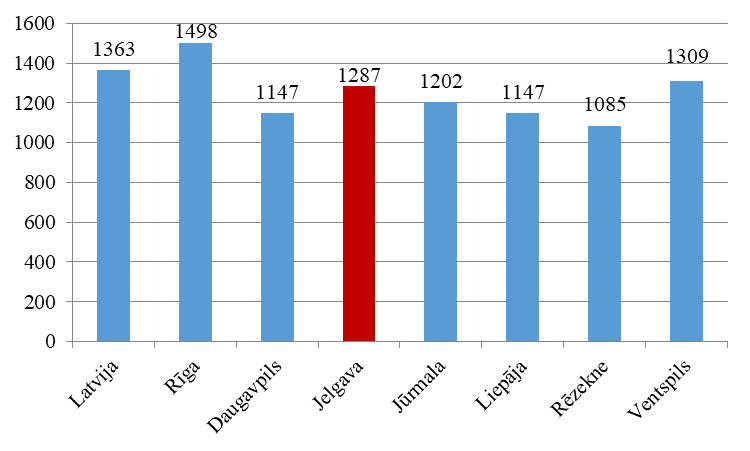 1600
1400
1200
1000
800
600
400
200
0
1363
1498
1147
1287
1202
1147
1085
1309
Latvija
Rīga
Daugavpils
Jelgava
Jūrmala
Liepāja
Rēzekne
Ventspils